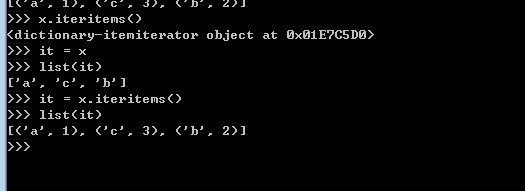 [('a', 1), ('c', 3), ('b', 2)]
>>> x.iteritems()
<dictionary-itemiterator object at 0x01E7C5D0>
>>> it = x
>>> list(it)
['a', 'c', 'b']
>>> it = x.iteritems()
>>> list(it)
[('a', 1), ('c', 3), ('b', 2)]
>>>